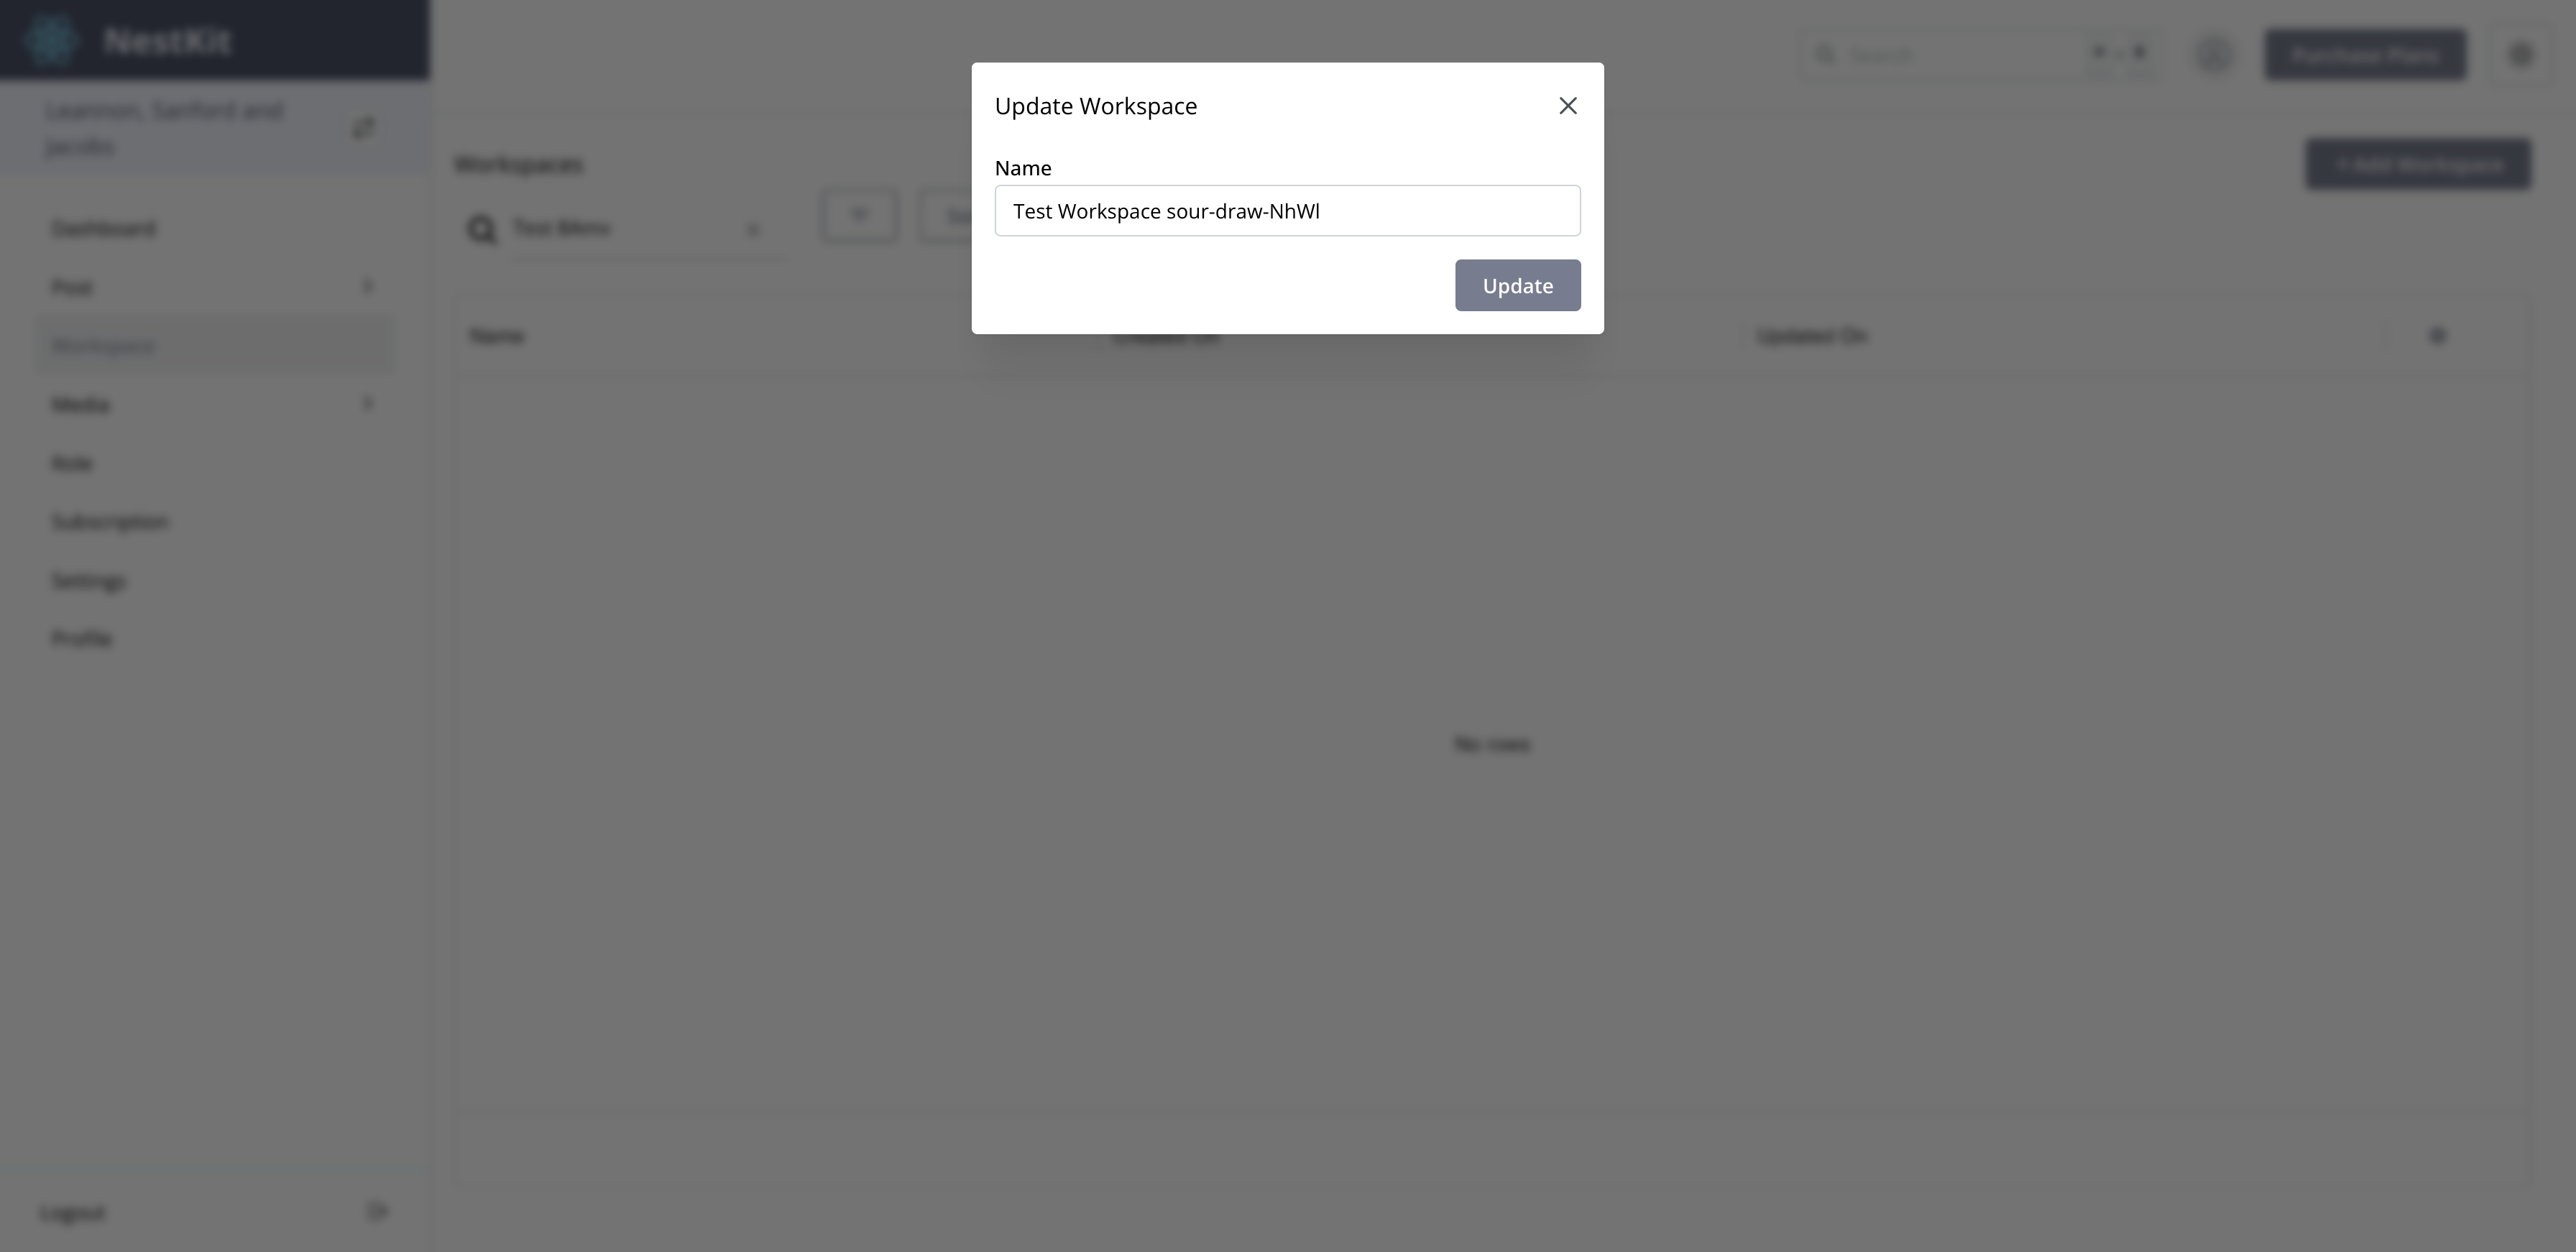 NestKit
Leannon, Sanford and
Jacobs
Dashboard
Post
Workspace
Media
Role
Subscription
Settings
Profile
Logout
Search
Purchase Plans
Workspaces
+ Add Workspace
Test
Name
Created On
Updated On
No rows
Update Workspace
Name
Test Workspace sour-draw-NhWl
Update